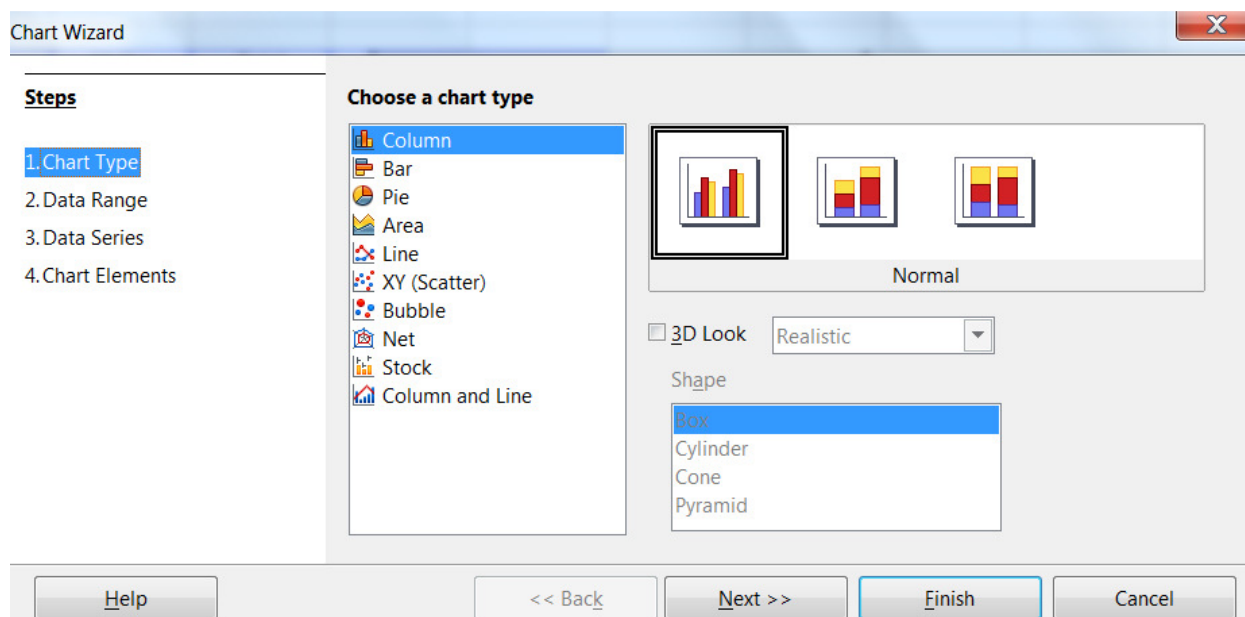 Chart Wizard
X
Steps
1.Chart Type
2.Data Range
3.Data Series
4.Chart Elements
Choose a chart type
Column
Bar
Pie
Area
Line
XY (Scatter)
Bubble
Net
Stock
Column and Line
Normal
3D Look
Realistic
Shape
Box
Cylinder
Cone
Pyramid
Help
<< Back
Next >>
Finish
Cancel